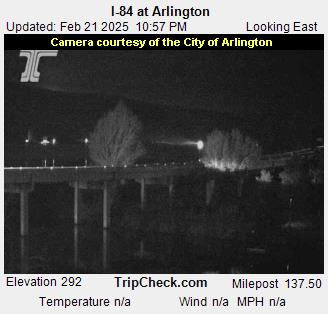 I-84 at Arlington
Updated: Feb 21 2025 10:57 PM Looking East
Camera courtesy of the City of Arlington
Elevation 292 TripCheck.com Milepost 137.50
Temperature n/a Wind n/a MPH n/a